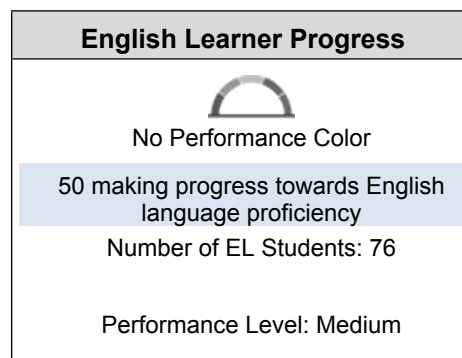 English Learner Progress
No Performance Color
50 making progress towards English
language proficiency
Number of EL Students: 76
Performance Level: Medium